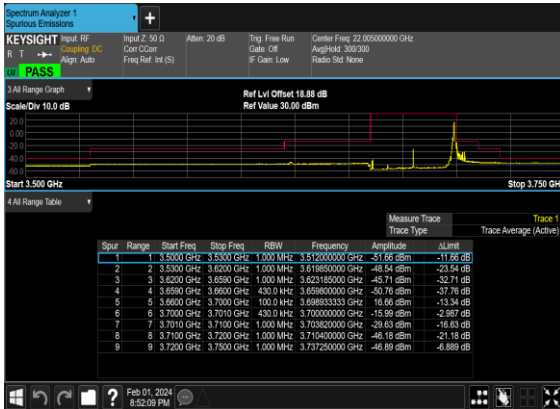 Spectrum Analyzer 1
Spurious Emissions
KEYSIGHT Input: RF Input Z: 50 Ω Atten: 20 dB Trig: Free Run Center Freq: 22.005000000 GHz
R T Coupling: DC Corr CCorr Gate: Off Avg|Hold: 300/300
Align: Auto Freq Ref: Int (S) IF Gain: Low Radio Std: None
PASS
3 All Range Graph
Ref Lvl Offset 18.88 dB
Scale/Div 10.0 dB Ref Value 30.00 dBm
20.0
0.00
-20.0
-40.0
-60.0
Start 3.500 GHz Stop 3.750 GH
4 All Range Table
Measure Trace Trace 1
Trace Type Trace Average (Active)
Spur Range Start Freq Stop Freq RBW Frequency Amplitude ΔLimit
1 1 3.5000 GHz 3.5300 GHz 1.000 MHz 3.512000000 GHz -51.66 dBm -11.66 dB
2 2 3.5300 GHz 3.6200 GHz 1.000 MHz 3.619850000 GHz -48.54 dBm -23.54 dB
3 3 3.6200 GHz 3.6590 GHz 1.000 MHz 3.623185000 GHz -45.71 dBm -32.71 dB
4 4 3.6590 GHz 3.6600 GHz 430.0 kHz 3.659800000 GHz -50.76 dBm -37.76 dB
5 5 3.6600 GHz 3.7000 GHz 100.0 kHz 3.698933333 GHz 16.66 dBm -13.34 dB
6 6 3.7000 GHz 3.7010 GHz 430.0 kHz 3.700000000 GHz -15.99 dBm -2.987 dB
7 7 3.7010 GHz 3.7100 GHz 1.000 MHz 3.703820000 GHz -29.63 dBm -16.63 dB
8 8 3.7100 GHz 3.7200 GHz 1.000 MHz 3.710400000 GHz -46.18 dBm -21.18 dB
9 9 3.7200 GHz 3.7500 GHz 1.000 MHz 3.737250000 GHz -46.89 dBm -6.889 dB
Feb 01, 2024
8:52:09 PM